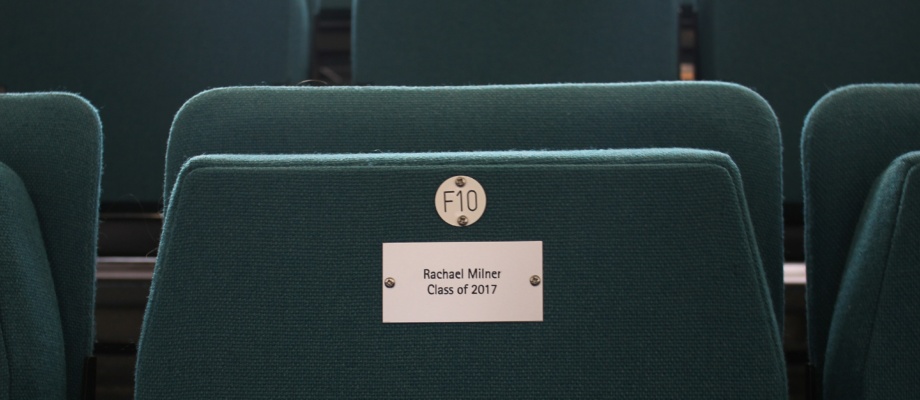 F10
Rachael Milner
Class of 2017